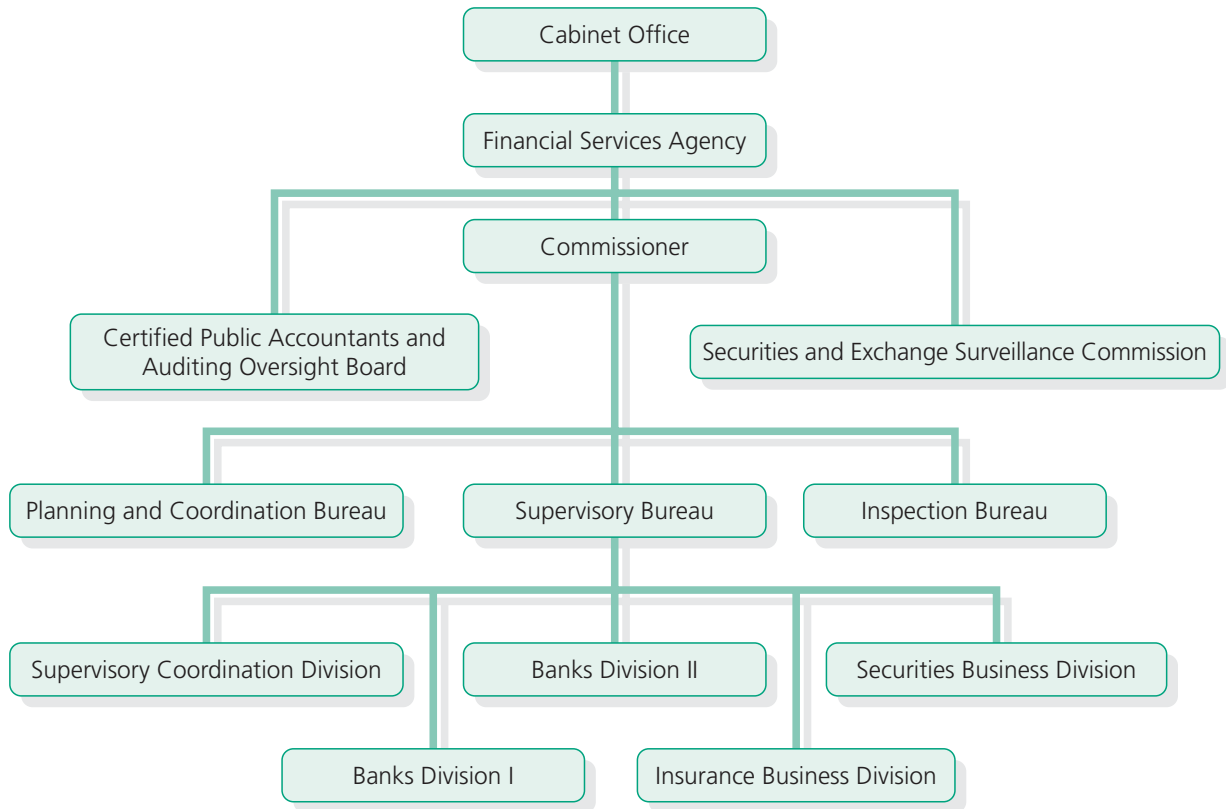 Cabinet Office
Financial Services Agency
Commissioner
Certified Public Accountants and
Auditing Oversight Board
Securities and Exchange Surveillance Commission
Planning and Coordination Bureau
Supervisory Bureau
Inspection Bureau
Supervisory Coordination Division
Banks Division II
Securities Business Division
Banks Division I
Insurance Business Division